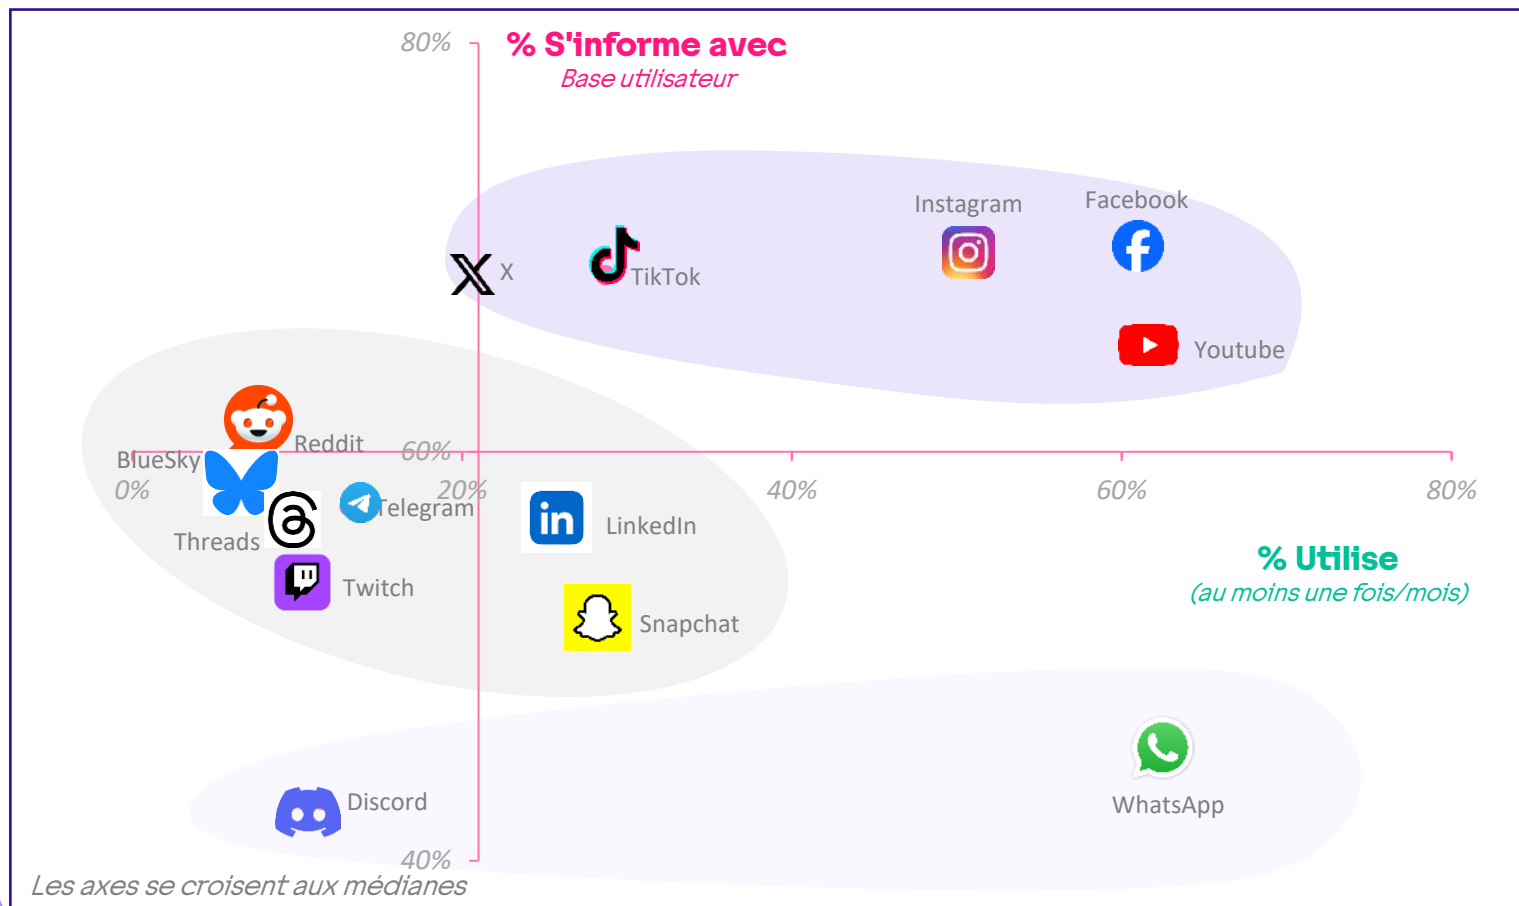 80%
% S'informe avec
Base utilisateur
Instagram
Facebook
X
TikTok
Youtube
Reddit
60%
BlueSky
0%
20%
40%
60%
80%
Telegram
Threads
in
LinkedIn
% Utilise
(au moins une fois/mois)
Twitch
Snapchat
Discord
WhatsApp
40%
Les axes se croisent aux médianes